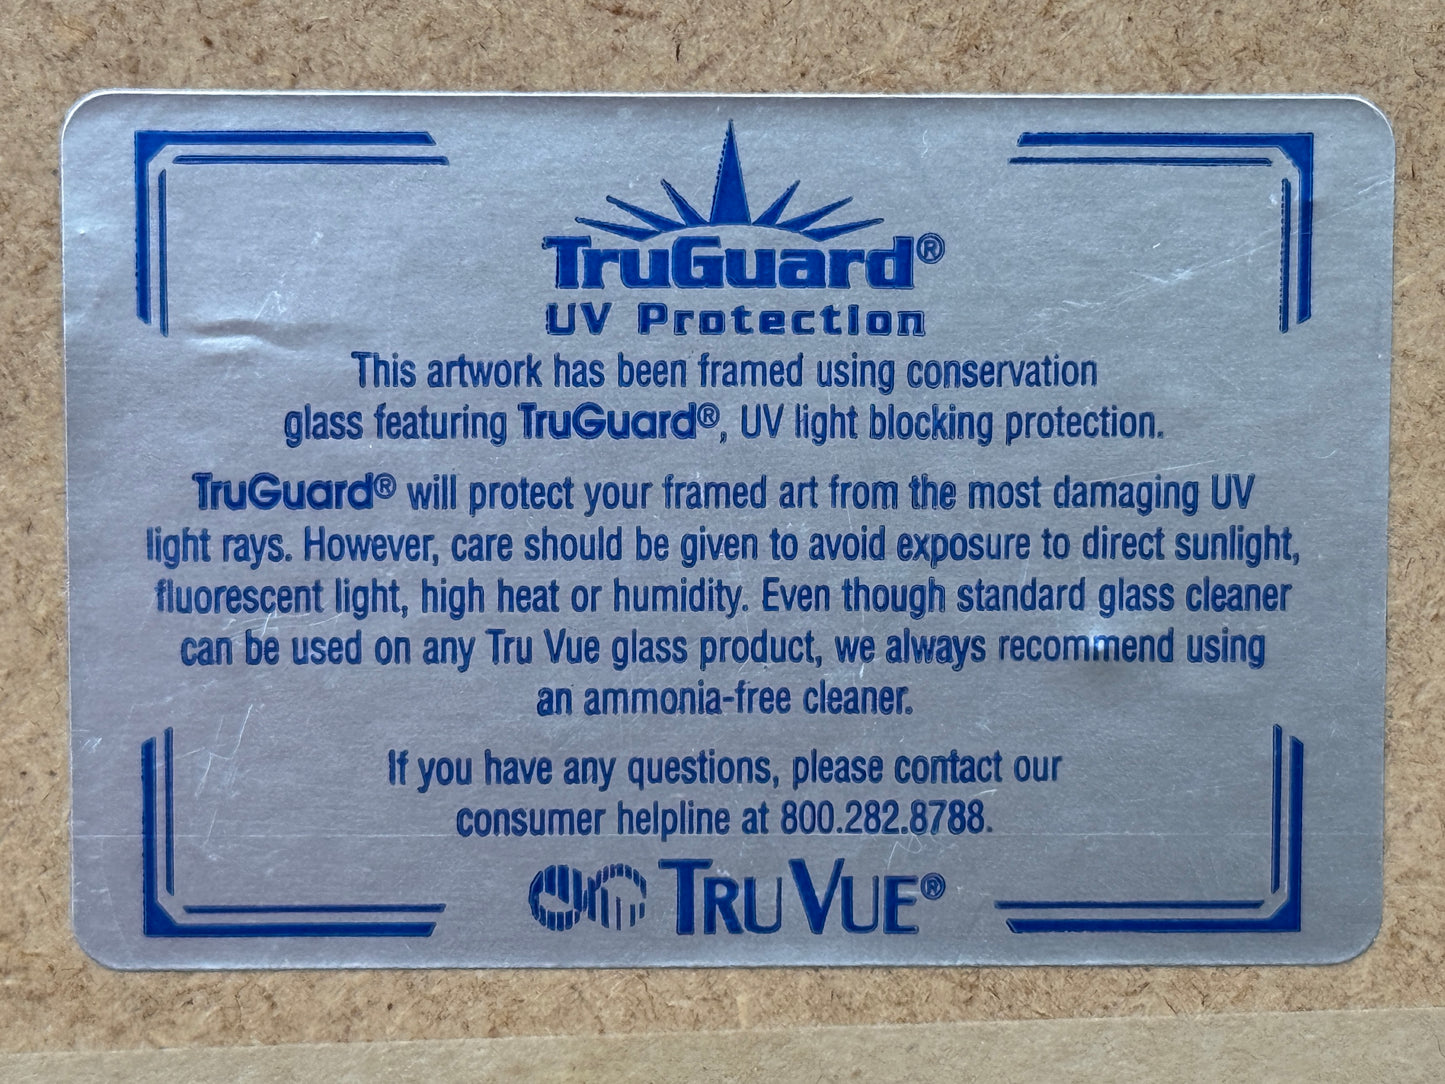 TruGuard®
UV Protection
This artwork has been framed using conservation
glass featuring TruGuard®, UV light blocking protection.
TruGuard® will protect your framed art from the most damaging UV
light rays. However, care should be given to avoid exposure to direct sunlight,
fluorescent light, high heat or humidity. Even though standard glass cleaner
can be used on any Tru Vue glass product, we always recommend using
an ammonia-free cleaner.
If you have any questions, please contact our
consumer helpline at 800.282.8788.
TRU VUE®